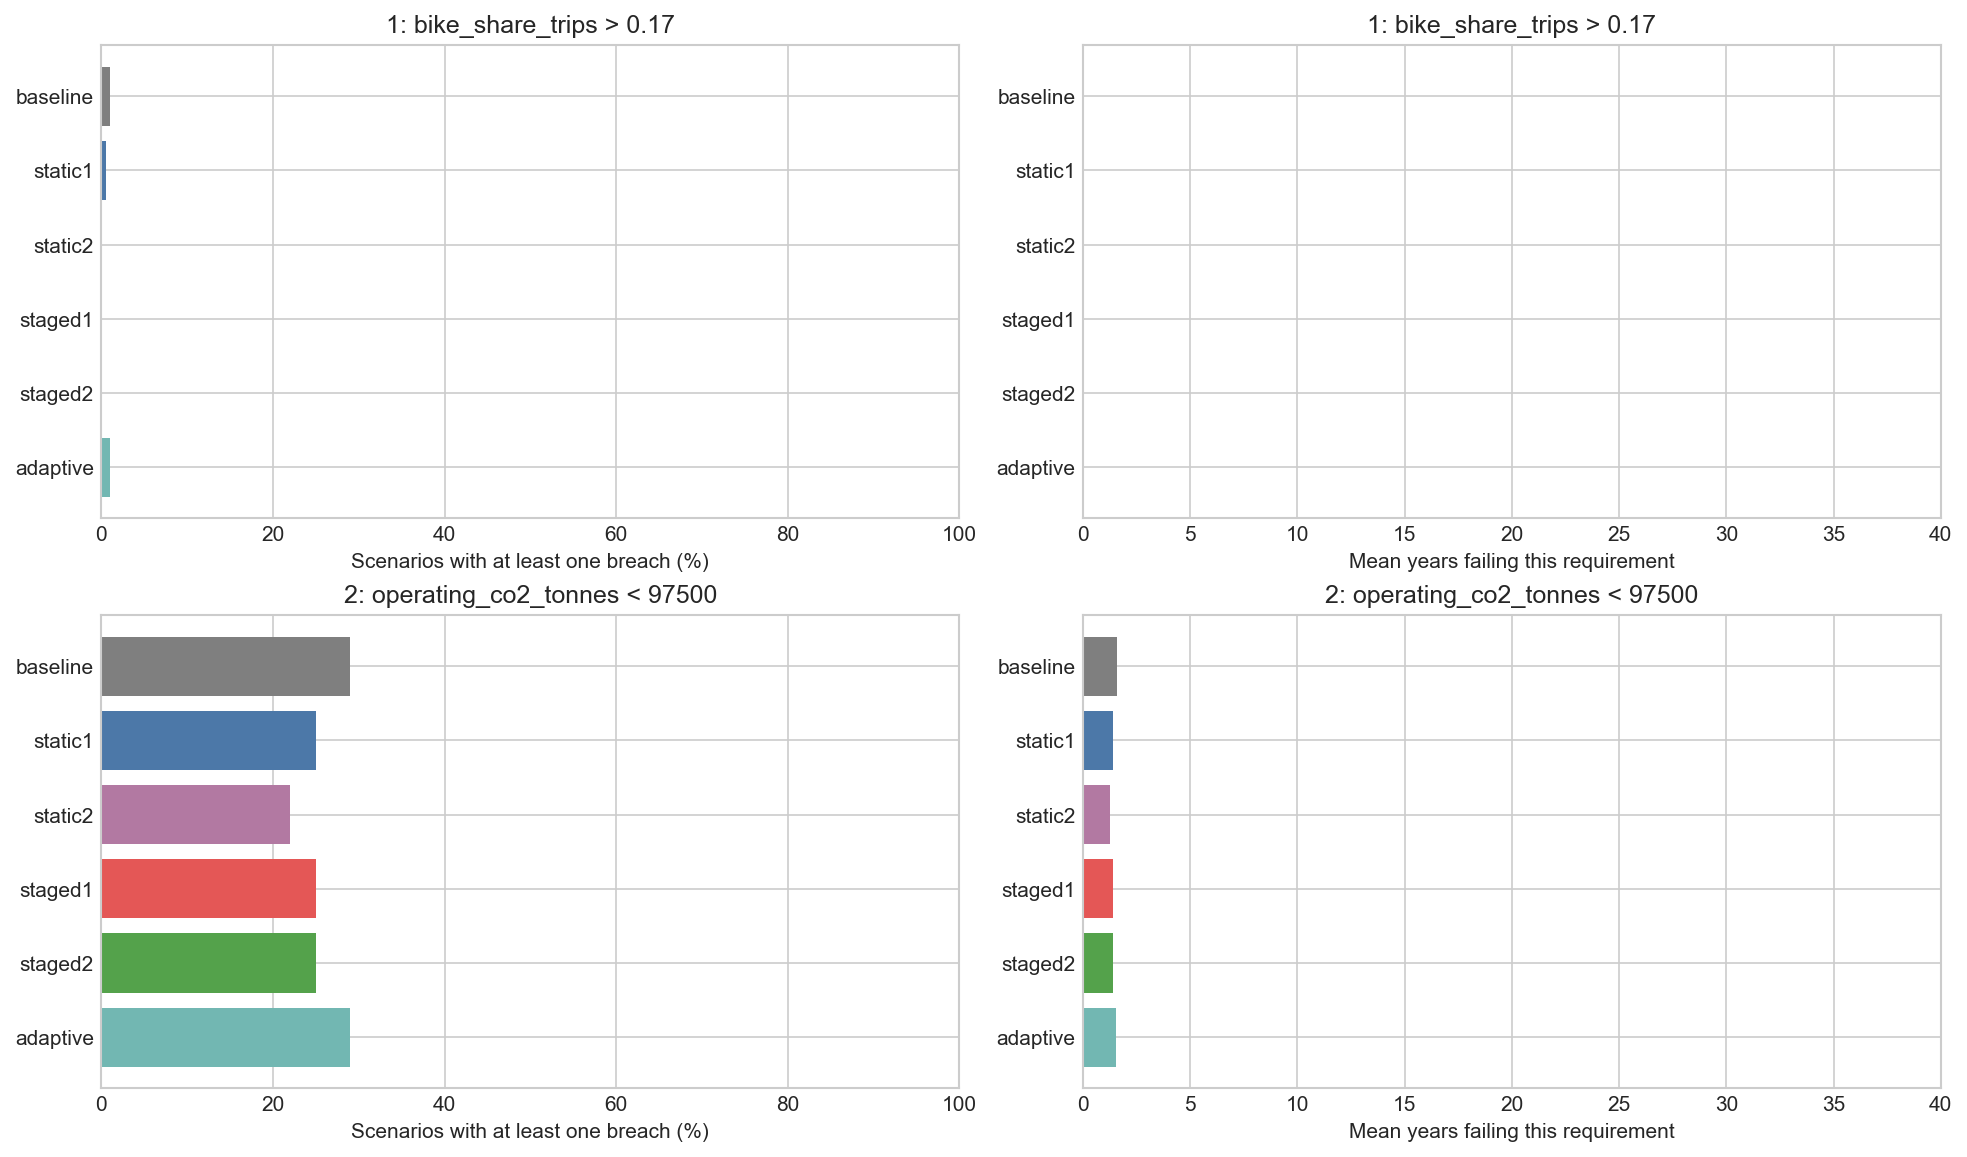 1: bike_share_trips > 0.17
baseline
static1
static2
staged1
staged2
adaptive
0 20 40 60 80 100
Scenarios with at least one breach (%)
1: bike_share_trips > 0.17
baseline
static1
static2
staged1
staged2
adaptive
0 5 10 15 20 25 30 35 40
Mean years failing this requirement
2: operating_co2_tonnes < 97500
baseline
static1
static2
staged1
staged2
adaptive
0 20 40 60 80 100
Scenarios with at least one breach (%)
2: operating_co2_tonnes < 97500
baseline
static1
static2
staged1
staged2
adaptive
0 5 10 15 20 25 30 35 40
Mean years failing this requirement